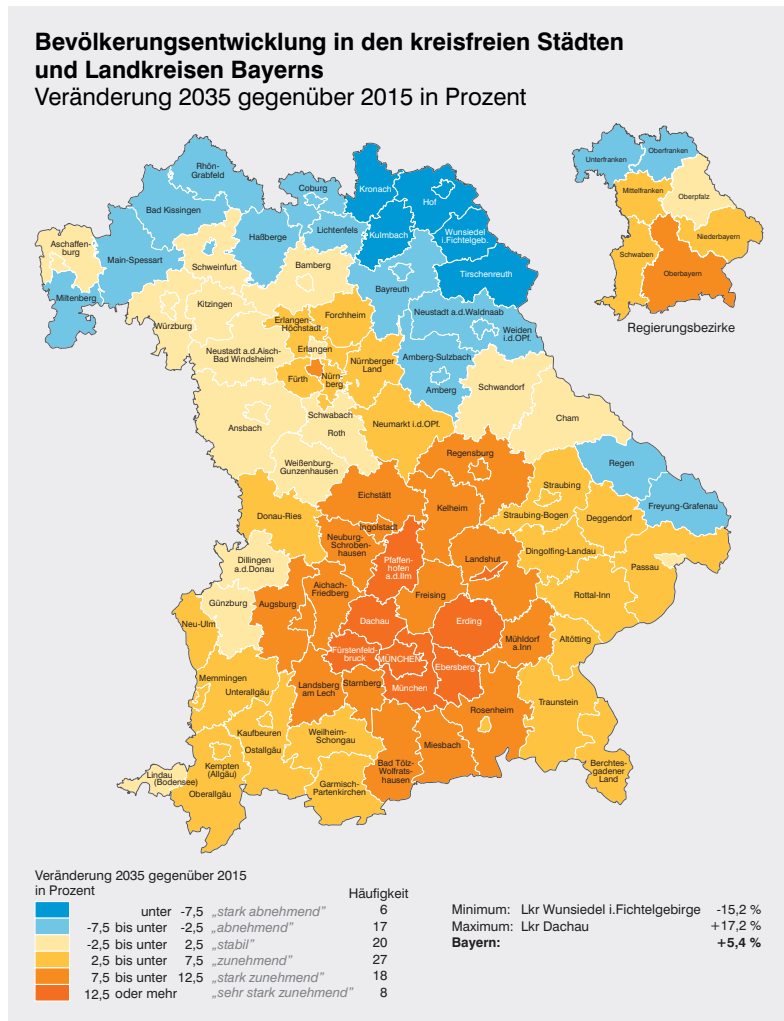 Bevölkerungsentwicklung in den kreisfreien Städten
und Landkreisen Bayerns
Veränderung 2035 gegenüber 2015 in Prozent
Unterfranken
Oberfranken
Mittelfranken
Oberpfalz
Niederbayern
Schwaben
Oberbayern
Regierungsbezirke
Rhön-
Grabfeld
Coburg
Kronach
Hof
Bad Kissingen
Lichtenfels
Kulmbach
Wunsiedel
i.Fichtelgeb.
Aschaffen-
burg
Haßberge
Main-Spessart
Schweinfurt
Bamberg
Tirschenreuth
Miltenberg
Bayreuth
Kitzingen
Neustadt a.d.Waldnaab
Würzburg
Erlangen-
Höchstadt
Forchheim
Weiden
i.d.OPf.
Neustadt a.d.Aisch-
Bad Windsheim
Erlangen
Nürnberger
Land
Amberg-Sulzbach
Fürth
Nürn-
berg
Amberg
Schwandorf
Schwabach
Ansbach
Roth
Neumarkt i.d.OPf.
Cham
Weißenburg-
Gunzenhausen
Regensburg
Regen
Eichstätt
Straubing
Freyung-Grafenau
Donau-Ries
Kelheim
Straubing-Bogen
Deggendorf
Ingolstadt
Neuburg-
Schroben-
hausen
Dillingen
a.d.Donau
Pfaffen-
hofen
a.d.Ilm
Landshut
Dingolfing-Landau
Passau
Aichach-
Friedberg
Freising
Rottal-Inn
Günzburg
Augsburg
Neu-Ulm
Dachau
Erding
Mühldorf
a.Inn
Altötting
Fürstenfeld-
bruck
MÜNCHEN
Ebersberg
Memmingen
Unterallgäu
Landsberg
am Lech
Starnberg
München
Traunstein
Rosenheim
Kaufbeuren
Ostallgäu
Weilheim-
Schongau
Miesbach
Kempten
(Allgäu)
Bad Tölz-
Wolfrats-
hausen
Berchtes-
gadener
Land
Lindau
(Bodensee)
Oberallgäu
Garmisch-
Partenkirchen
Veränderung 2035 gegenüber 2015
in Prozent Häufigkeit
unter -7,5 „stark abnehmend” 6
-7,5 bis unter -2,5 „abnehmend” 17
-2,5 bis unter 2,5 „stabil” 20
2,5 bis unter 7,5 „zunehmend” 27
7,5 bis unter 12,5 „stark zunehmend” 18
12,5 oder mehr „sehr stark zunehmend” 8
Minimum: Lkr Wunsiedel i.Fichtelgebirge -15,2 %
Maximum: Lkr Dachau +17,2 %
Bayern: +5,4 %